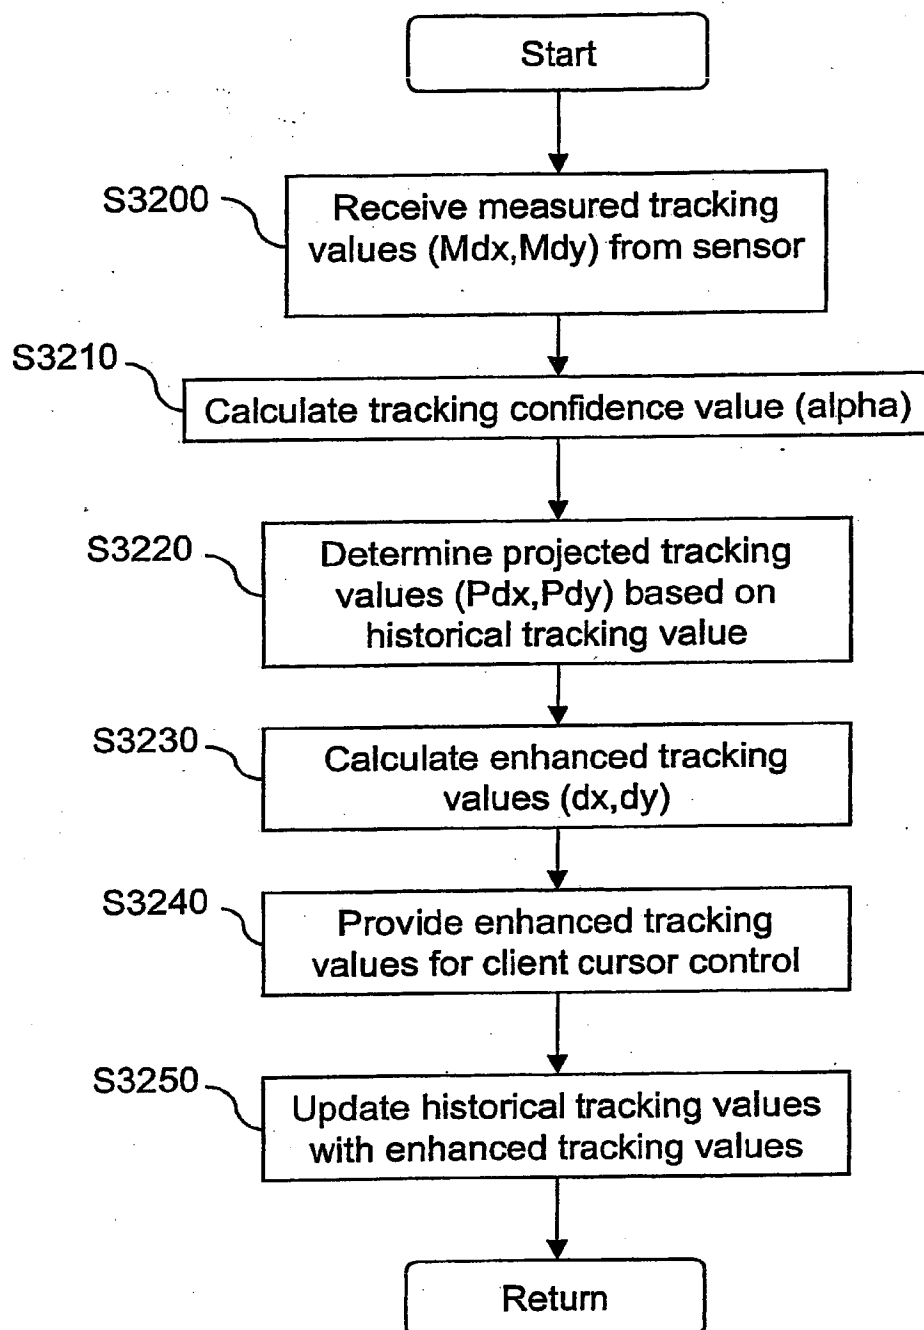 Start
S3200
Receive measured tracking
values (Mdx,Mdy) from sensor
S3210
Calculate tracking confidence value (alpha)
S3220
Determine projected tracking
values (Pdx,Pdy) based on
historical tracking value
S3230
Calculate enhanced tracking
values (dx,dy)
S3240
Provide enhanced tracking
values for client cursor control
S3250
Update historical tracking values
with enhanced tracking values
Return